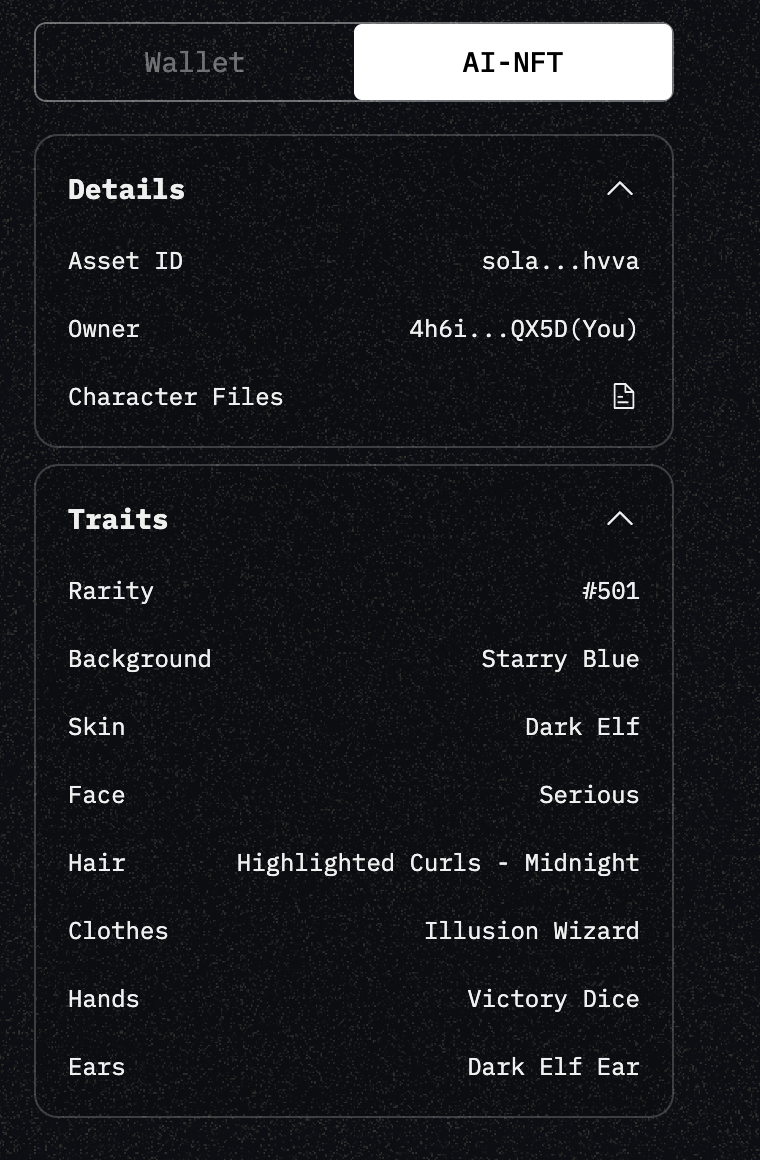 Wallet AI-NFT
Details
Asset ID sola...hvva
Owner 4h6i...QX5D(You)
Character Files
Traits
Rarity #501
Background Starry Blue
Skin Dark Elf
Face Serious
Hair Highlighted Curls - Midnight
Clothes Illusion Wizard
Hands Victory Dice
Ears Dark Elf Ear